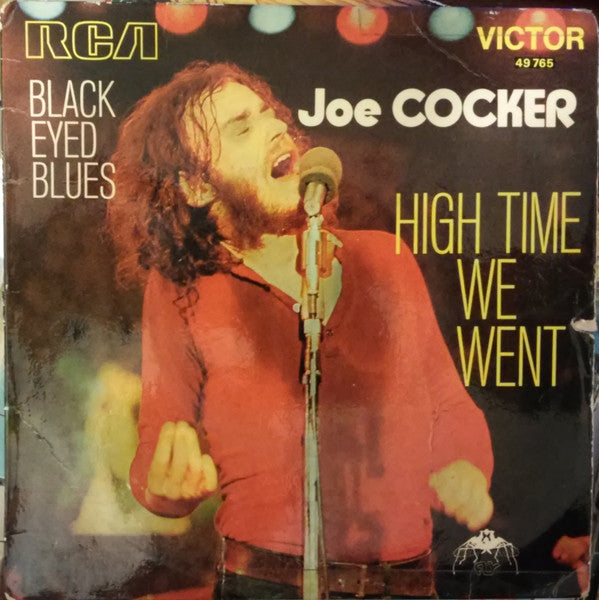 RCA
VICTOR
49 765
BLACK
EYED
BLUES
Joe COCKER
HIGH TIME
WE
WENT